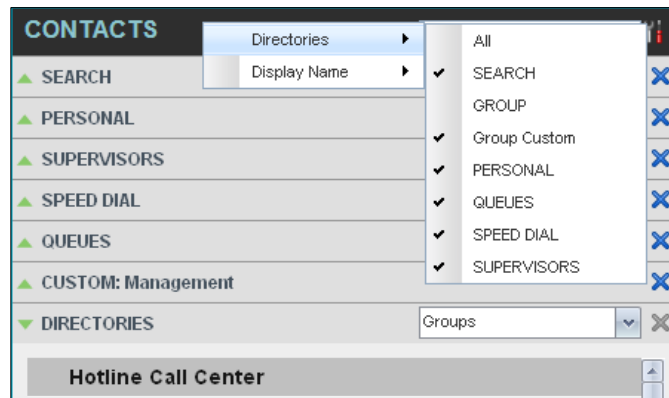 CONTACTS
Directories
Display Name
All
SEARCH
GROUP
Group Custom
PERSONAL
QUEUES
SPEED DIAL
SUPERVISORS
SEARCH
PERSONAL
SUPERVISORS
SPEED DIAL
QUEUES
CUSTOM: Management
DIRECTORIES
Groups
Hotline Call Center